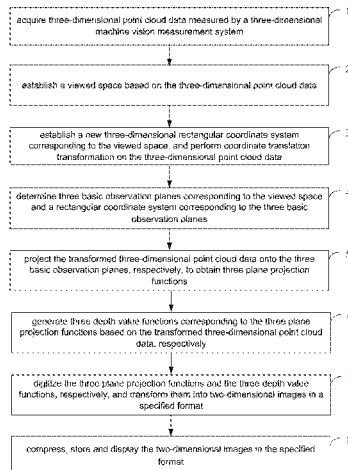 acquire three-dimensional point cloud data measured by a three-dimensional
machine vision measurement system
1
establish a viewed space based on the three-dimensional point cloud data
2
establish a new three-dimensional rectangular coordinate system
corresponding to the viewed space, and perform coordinate translation
transformation on the three-dimensional point cloud data
determine three basic observation planes corresponding to the viewed space
and a rectangular coordinate system corresponding to the three basic
observation planes
project the transformed three-dimensional point cloud data onto the three
basic observation planes, respectively, to obtain three plane projection
functions
generate three depth value functions corresponding to the three plane
projection functions based on the transformed three-dimensional point cloud
data, respectively
digitize the three plane projection functions and the three depth value
functions, respectively, and transform them into two-dimensional images in a
specified format
compress, store and display the two-dimensional images in the specified
format